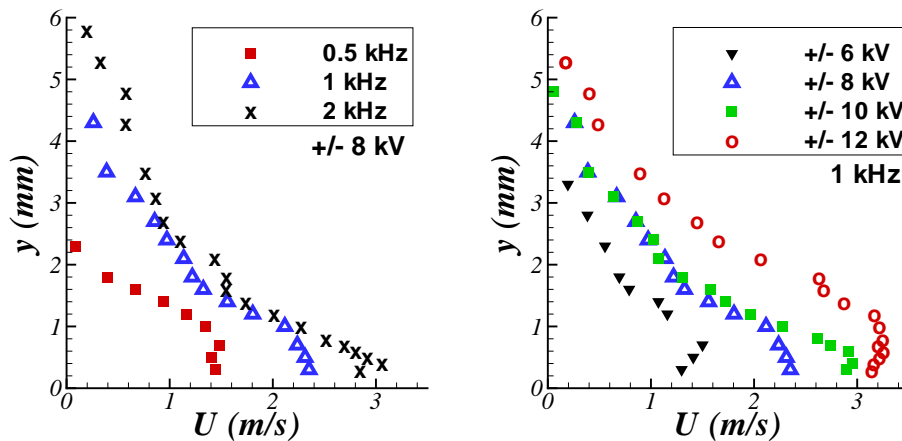 6
5
4
3
2
1
0
y (mm)
0.5 kHz
1 kHz
2 kHz
+/- 8 kV
0 1 2 3
U (m/s)
6
5
4
3
2
1
0
y (mm)
+/- 6 kV
+/- 8 kV
+/- 10 kV
+/- 12 kV
1 kHz
0 1 2 3
U (m/s)